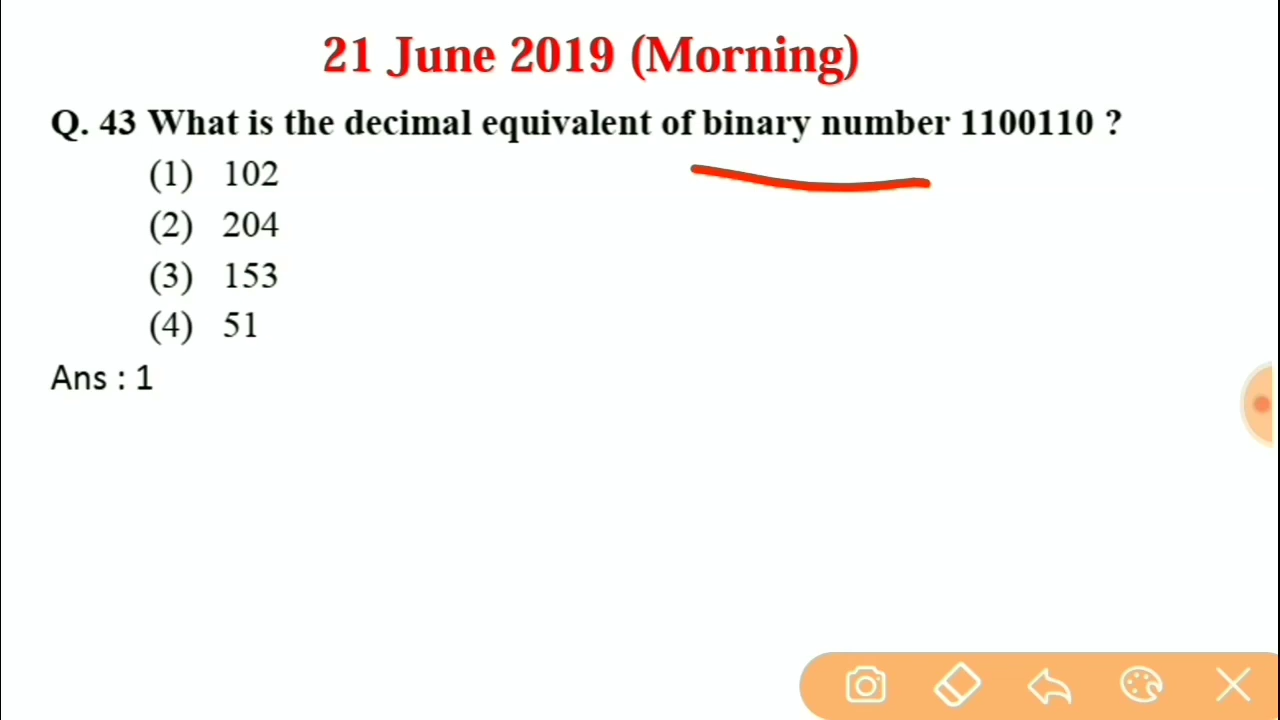 21 June 2019 (Morning)
Q. 43 What is the decimal equivalent of binary number 1100110 ?
(1) 102
(2) 204
(3) 153
(4) 51
Ans : 1